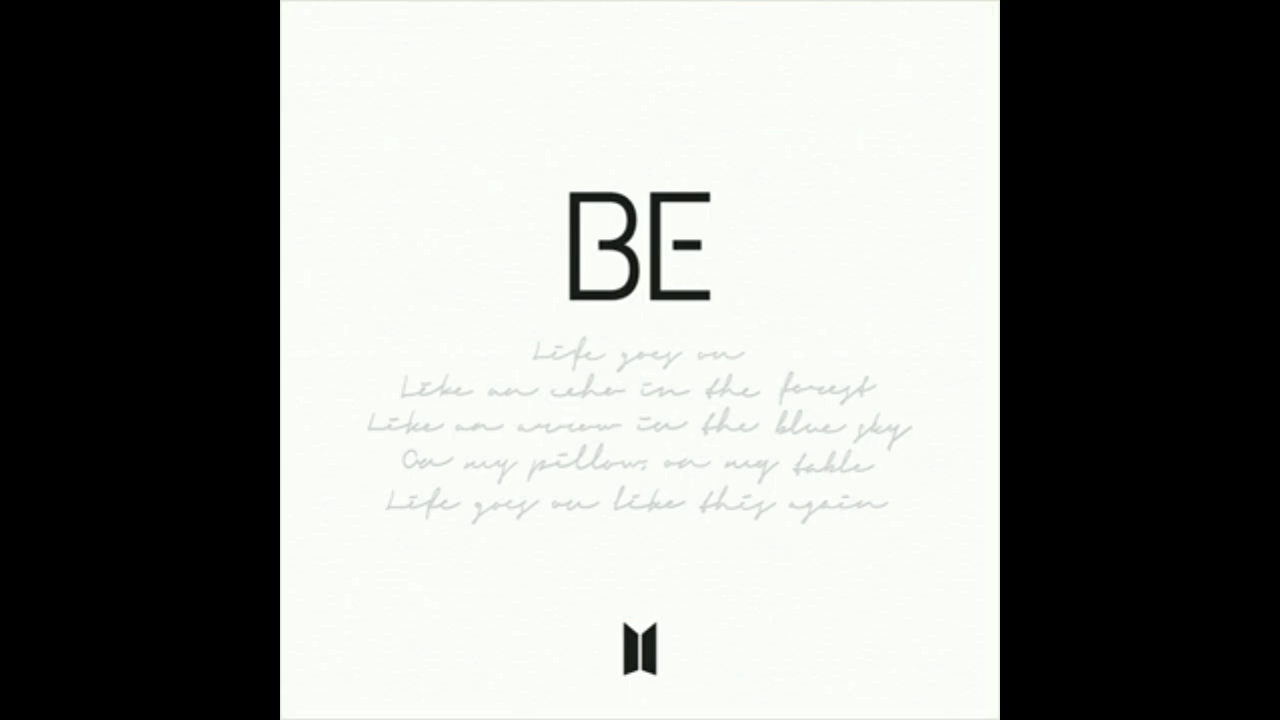 BE
Life goes on
Like an echo in the forest
Like an arrow in the blue sky
On my pillow, on my table
Life goes on like this again